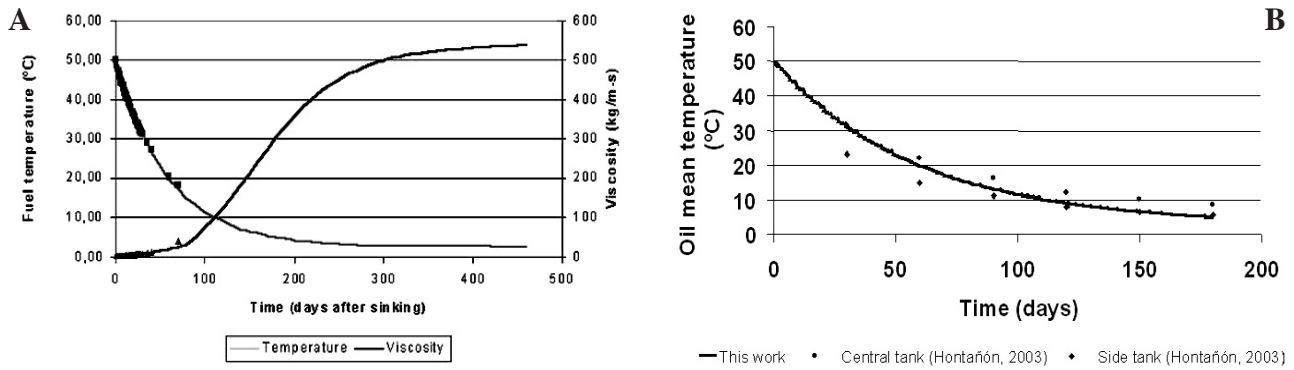 A
60,00
50,00
40,00
30,00
20,00
10,00
0,00
Fuel temperature (ºC)
600
500
400
300
200
100
0
Viscosity (kg/m-s)
0 100 200 300 400 500
Time (days after sinking)
Temperature Viscosity
B
60
50
40
30
20
10
0
Oil mean temperature
(ºC)
0 50 100 150 200
Time (days)
This work Central tank (Hontañón, 2003) Side tank (Hontañón, 2003)